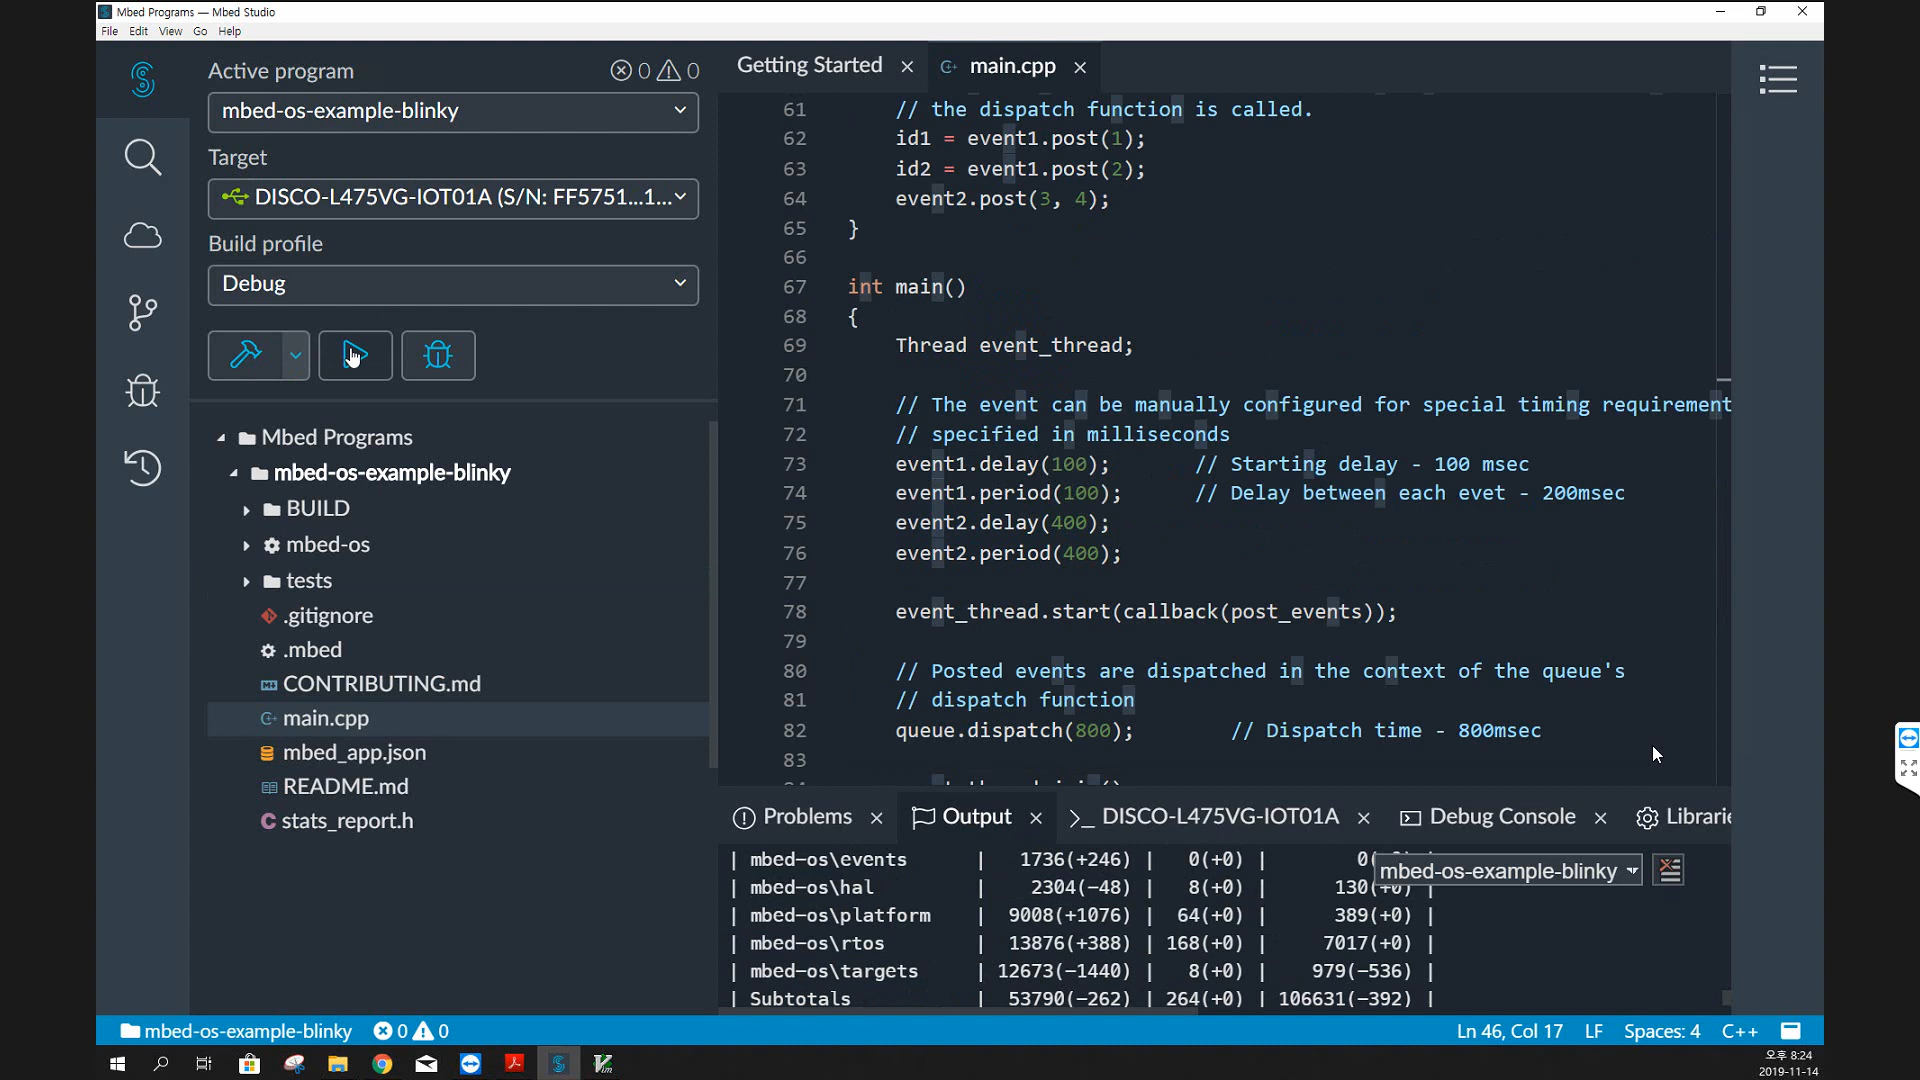 Mbed Programs — Mbed Studio
File Edit View Go Help
Active program
0 0
mbed-os-example-blinky
Target
DISCO-L475VG-IOT01A (S/N: FF5751...1...
Build profile
Debug
Mbed Programs
mbed-os-example-blinky
BUILD
mbed-os
tests
.gitignore
.mbed
CONTRIBUTING.md
main.cpp
mbed_app.json
README.md
stats_report.h
Getting Started
main.cpp
61 // the dispatch function is called.
62 id1 = event1.post(1);
63 id2 = event1.post(2);
64 event2.post(3, 4);
65 }
66
67 int main()
68 {
69 Thread event_thread;
70
71 // The event can be manually configured for special timing requirement
72 // specified in milliseconds
73 event1.delay(100); // Starting delay - 100 msec
74 event1.period(100); // Delay between each evet - 200msec
75 event2.delay(400);
76 event2.period(400);
77
78 event_thread.start(callback(post_events));
79
80 // Posted events are dispatched in the context of the queue's
81 // dispatch function
82 queue.dispatch(800); // Dispatch time - 800msec
83
Problems Output DISCO-L475VG-IOT01A Debug Console Librarie
mbed-os-example-blinky
| mbed-os\events | 1736(+246) | 0(+0) | 0(
| mbed-os\hal | 2304(-48) | 8(+0) | 130(+0) |
| mbed-os\platform | 9008(+1076) | 64(+0) | 389(+0) |
| mbed-os\rtos | 13876(+388) | 168(+0) | 7017(+0) |
| mbed-os\targets | 12673(-1440) | 8(+0) | 979(-536) |
| Subtotals | 53790(-262) | 264(+0) | 106631(-392) |
mbed-os-example-blinky 0 0
Ln 46, Col 17 LF Spaces: 4 C++
오후 8:24
2019-11-14